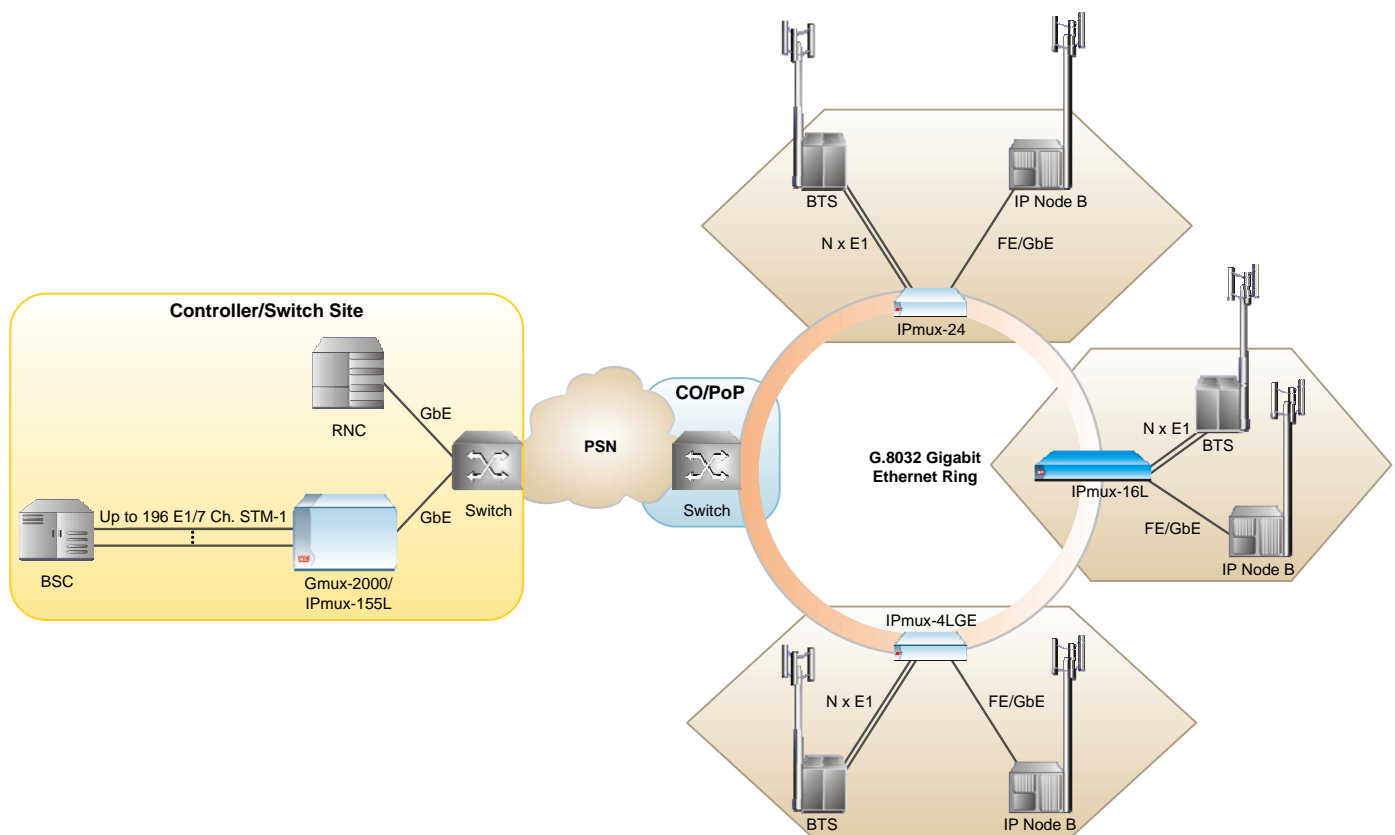 BTS
IP Node B
N x E1
FE/GbE
IPmux-24
Controller/Switch Site
RNC
GbE
Switch
BSC
Up to 196 E1/7 Ch. STM-1
Gmux-2000/
IPmux-155L
GbE
PSN
CO/PoP
Switch
G.8032 Gigabit
Ethernet Ring
N x E1
BTS
IPmux-16L
FE/GbE
IP Node B
IPmux-4LGE
N x E1
FE/GbE
BTS
IP Node B